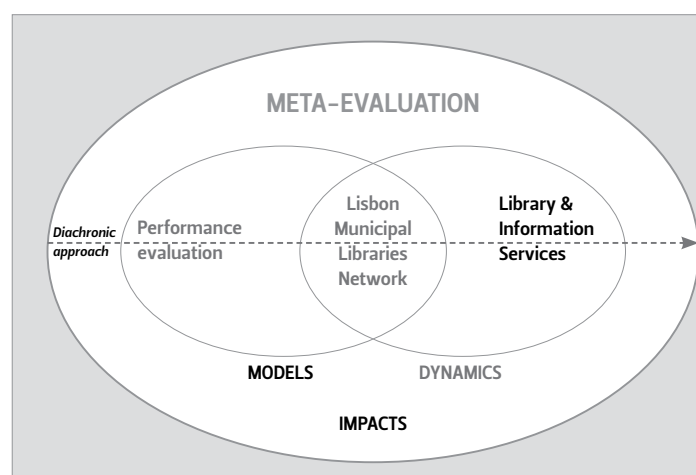 META-EVALUATION
Diachronic
approach
Performance
evaluation
Lisbon
Municipal
Libraries
Network
Library &
Information
Services
MODELS
DYNAMICS
IMPACTS